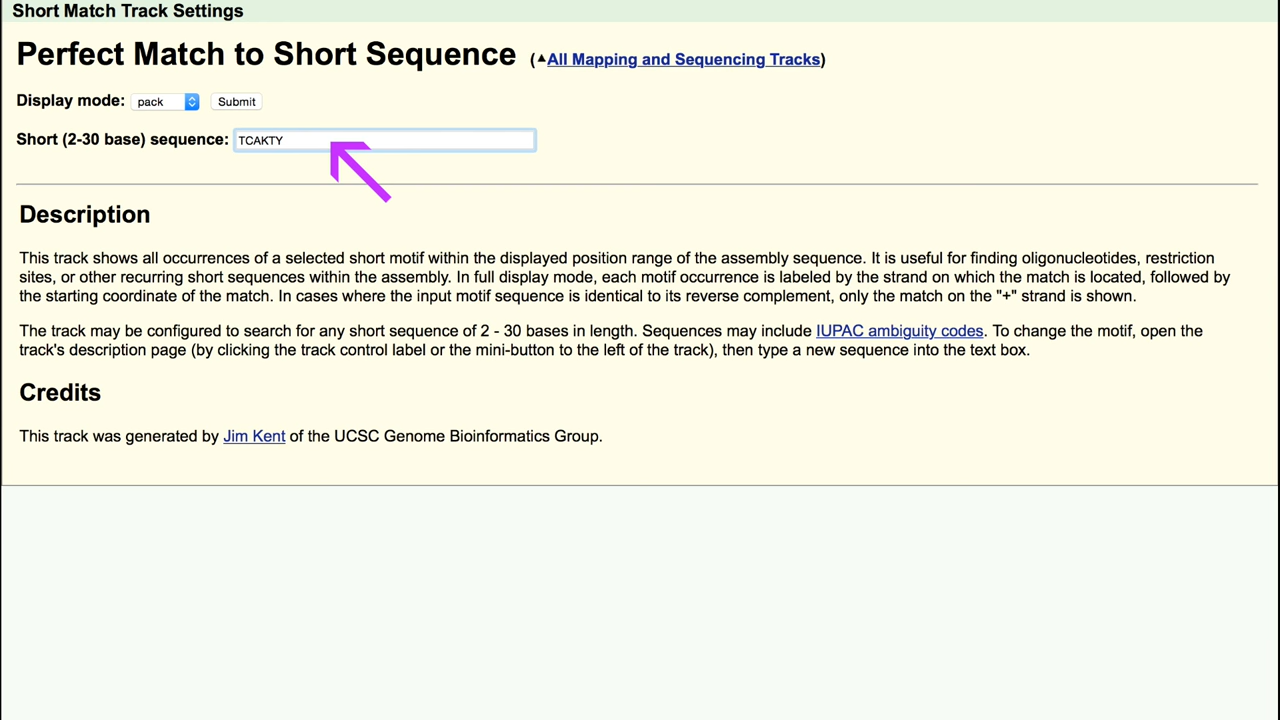 Short Match Track Settings
Perfect Match to Short Sequence (▲All Mapping and Sequencing Tracks)
Display mode: pack Submit
Short (2-30 base) sequence: TCAKTY
Description
This track shows all occurrences of a selected short motif within the displayed position range of the assembly sequence. It is useful for finding oligonucleotides, restriction
sites, or other recurring short sequences within the assembly. In full display mode, each motif occurrence is labeled by the strand on which the match is located, followed by
the starting coordinate of the match. In cases where the input motif sequence is identical to its reverse complement, only the match on the "+" strand is shown.
The track may be configured to search for any short sequence of 2 - 30 bases in length. Sequences may include IUPAC ambiguity codes. To change the motif, open the
track's description page (by clicking the track control label or the mini-button to the left of the track), then type a new sequence into the text box.
Credits
This track was generated by Jim Kent of the UCSC Genome Bioinformatics Group.